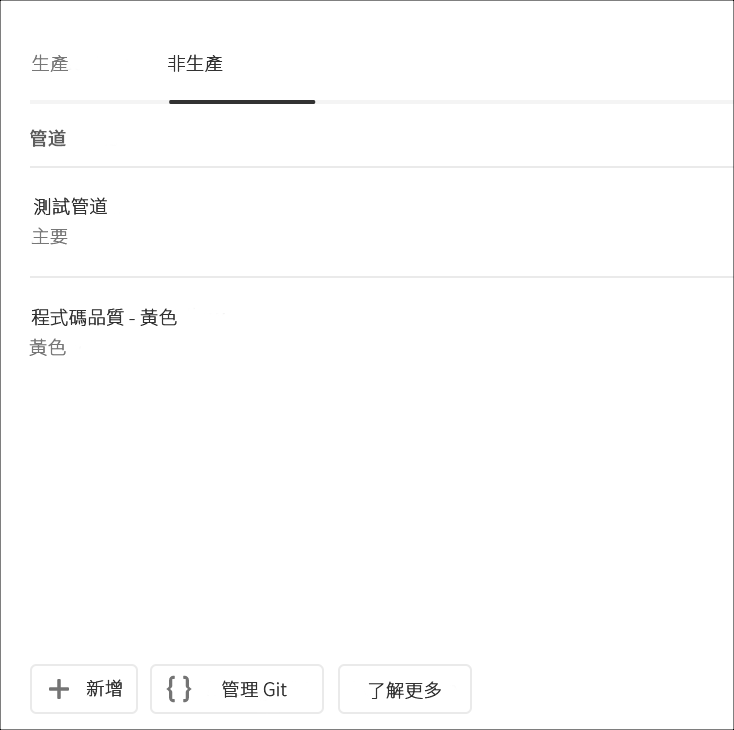 生產 非生產
管道
測試管道
主要
程式碼品質 - 黃色
黃色
新增 管理 Git 了解更多